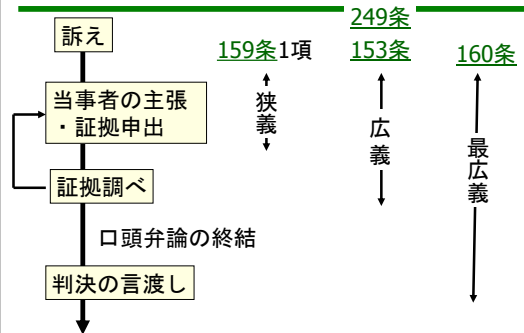 249条
訴え
159条1項
153条
160条
当事者の主張
・証拠申出
狭義
広義
最広義
証拠調べ
口頭弁論の終結
判決の言渡し